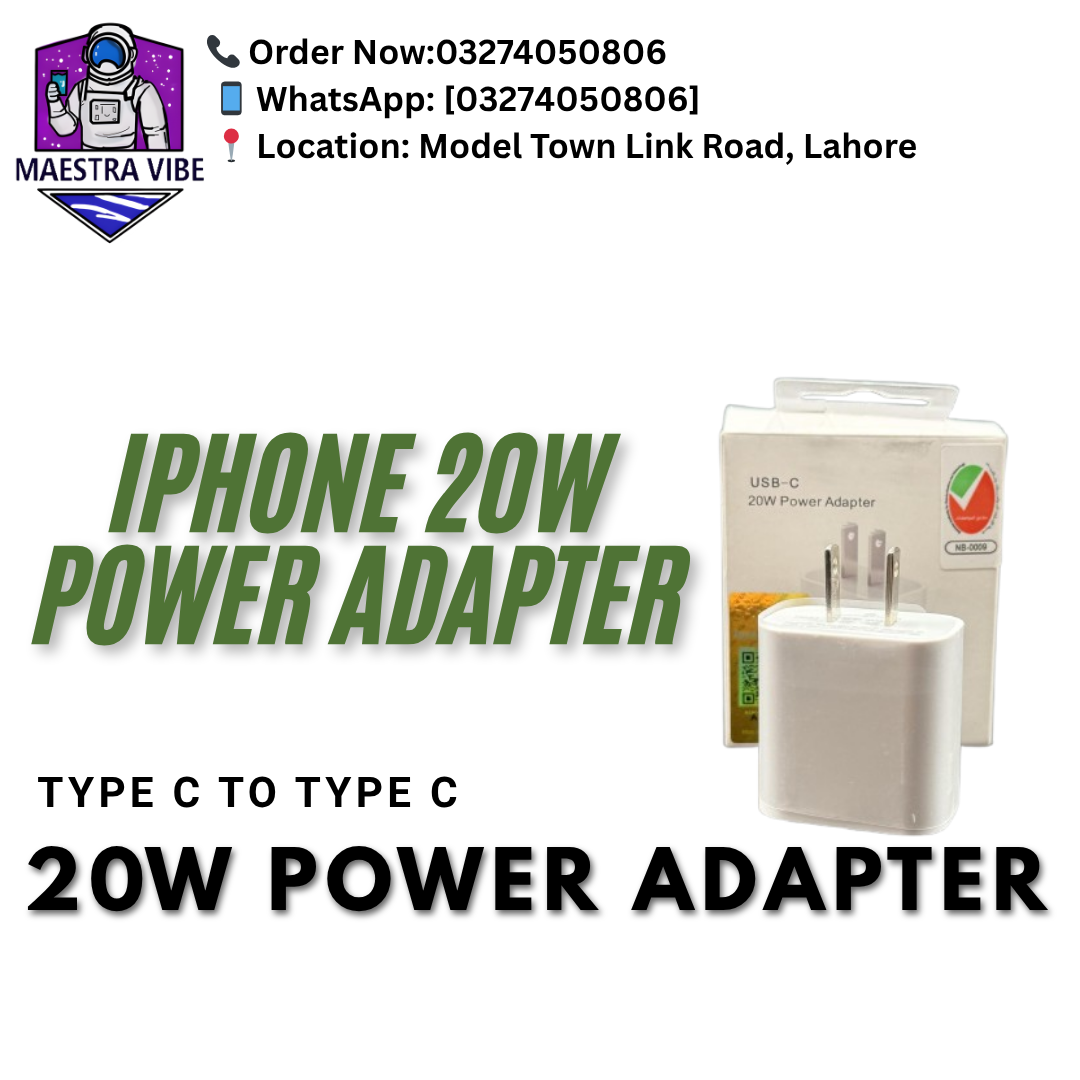 MAESTRA VIBE
Order Now:03274050806
WhatsApp: [03274050806]
Location: Model Town Link Road, Lahore
IPHONE 20W
POWER ADAPTER
USB-C
20W Power Adapter
NB-0009
TYPE C TO TYPE C
20W POWER ADAPTER